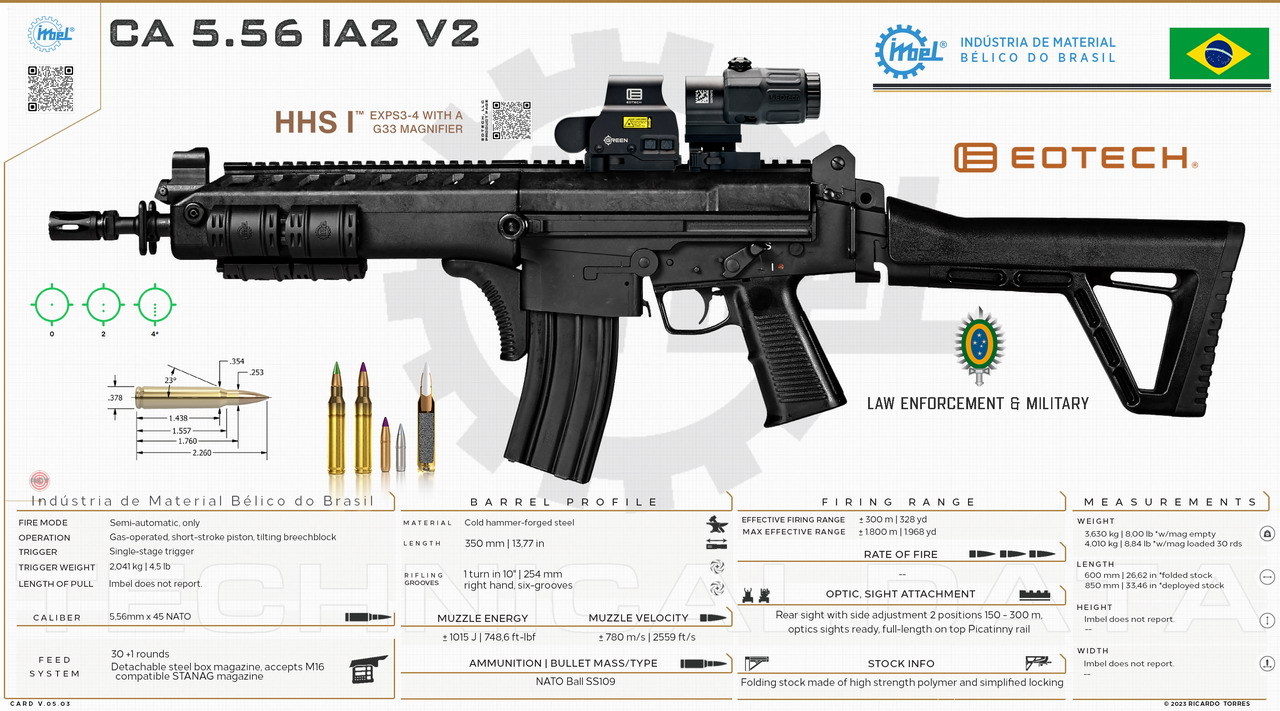 imbel®
CA 5.56 IA2 V2
imbel®
INDÚSTRIA DE MATERIAL
BÉLICO DO BRASIL
HHS I™ EXPS3-4 WITH A
G33 MAGNIFIER
EOTECH
GREEN
EOTECH®
S
I
0
2
4*
.354
.253
23°
.378
1.438
1.557
1.760
2.260
LAW ENFORCEMENT & MILITARY
TECHNICAL DATA
Indústria de Material Bélico do Brasil
FIRE MODE Semi-automatic, only
OPERATION Gas-operated, short-stroke piston, tilting breechblock
TRIGGER Single-stage trigger
TRIGGER WEIGHT 2,041 kg | 4,5 lb
LENGTH OF PULL Imbel does not report.
CALIBER 5,56mm x 45 NATO
FEED
SYSTEM
30 +1 rounds
Detachable steel box magazine, accepts M16
compatible STANAG magazine
BARREL PROFILE
MATERIAL Cold hammer-forged steel
LENGTH 350 mm | 13,77 in
RIFLING
GROOVES
1 turn in 10" | 254 mm
right hand, six-grooves
MUZZLE ENERGY MUZZLE VELOCITY
± 1015 J | 748,6 ft-lbf ± 780 m/s | 2559 ft/s
AMMUNITION | BULLET MASS/TYPE
NATO Ball SS109
FIRING RANGE
EFFECTIVE FIRING RANGE ± 300 m | 328 yd
MAX EFFECTIVE RANGE ± 1.800 m | 1.968 yd
RATE OF FIRE
--
OPTIC, SIGHT ATTACHMENT
Rear sight with side adjustment 2 positions 150 - 300 m,
optics sights ready, full-length on top Picatinny rail
STOCK INFO
Folding stock made of high strength polymer and simplified locking
MEASUREMENTS
WEIGHT
3,630 kg | 8,00 lb *w/mag empty
4,010 kg | 8,84 lb *w/mag loaded 30 rds
LENGTH
600 mm | 26,62 in *folded stock
850 mm | 33,46 in *deployed stock
HEIGHT
Imbel does not report.
--
WIDTH
Imbel does not report.
--
CARD V.05.03
© 2023 RICARDO TORRES